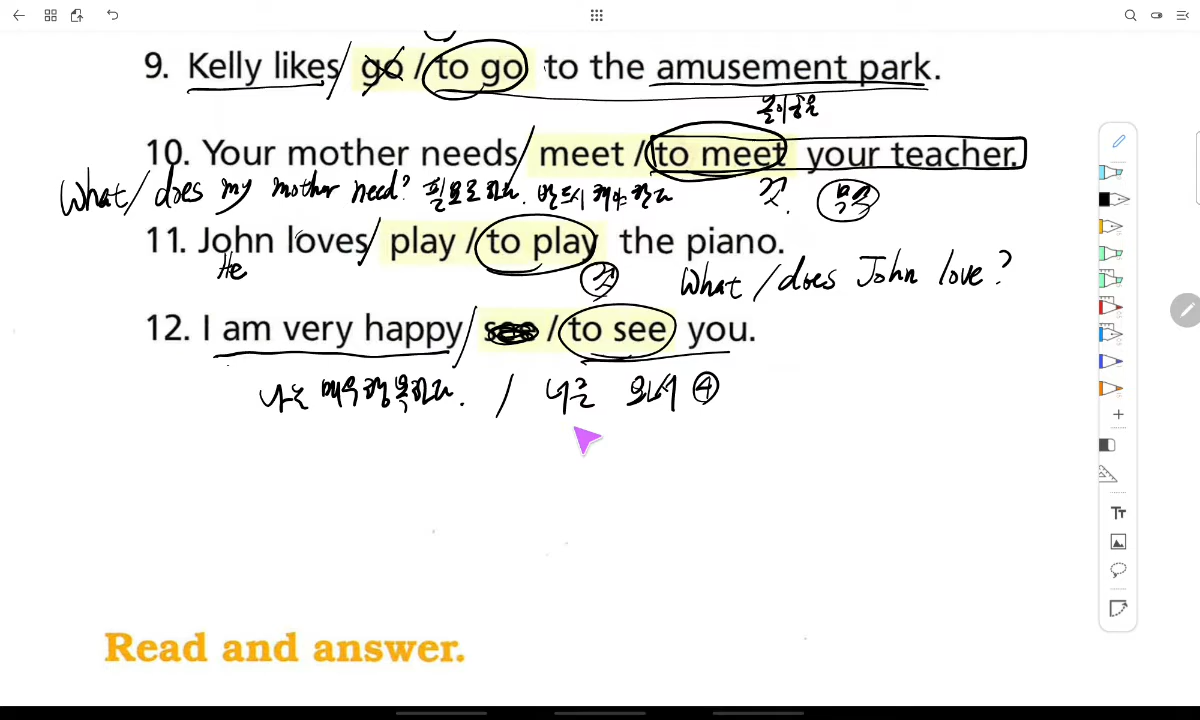 9. Kelly likes / go / to go to the amusement park.
놀이공원
10. Your mother needs / meet / to meet your teacher.
What / does my mother need? 필요로 하다. 반드시 해야 한다 것.
11. John loves / play / to play the piano.
He 것 What / does John love?
12. I am very happy / see / to see you.
나는 매우 행복하다. / 너를 보너서 ④
Read and answer.
Tт